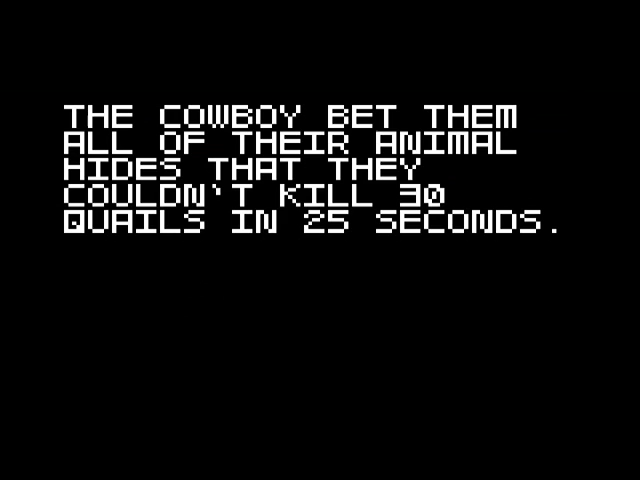 THE COWBOY BET THEM
ALL OF THEIR ANIMAL
HIDES THAT THEY
COULDN'T KILL 30
QUAILS IN 25 SECONDS.